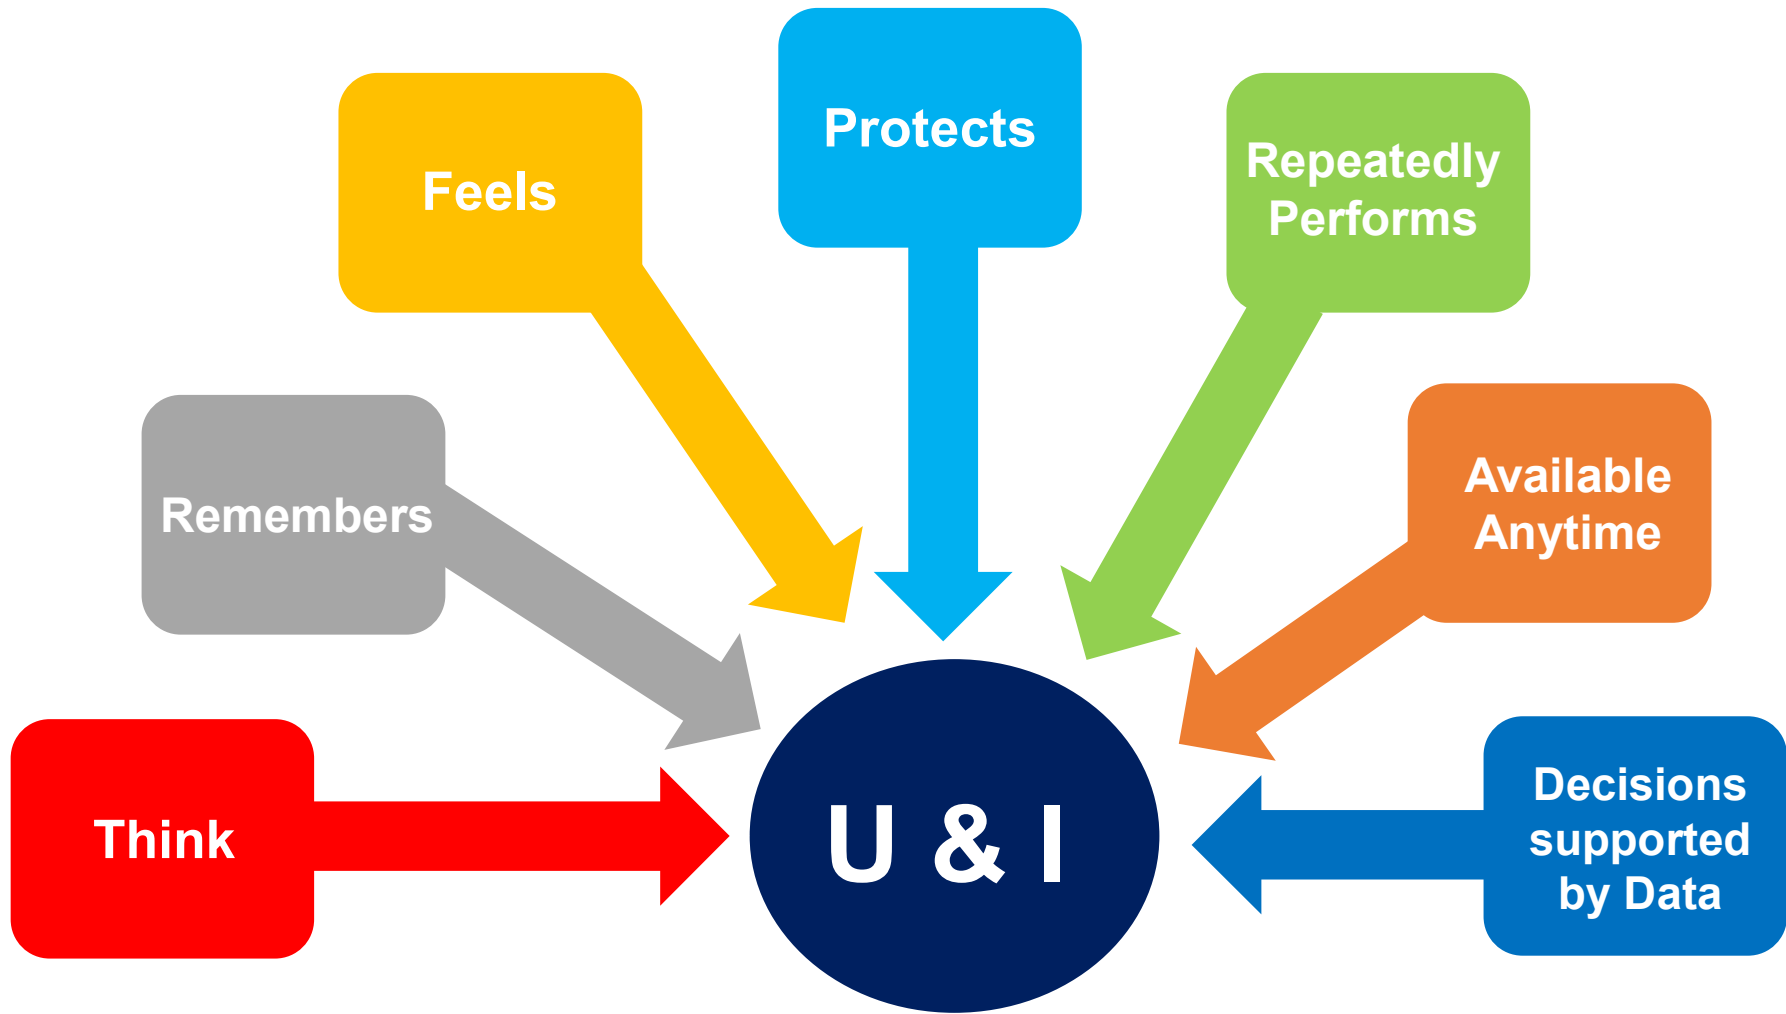 Protects
Feels
Repeatedly
Performs
Remembers
Available
Anytime
Think
U & I
Decisions
supported
by Data